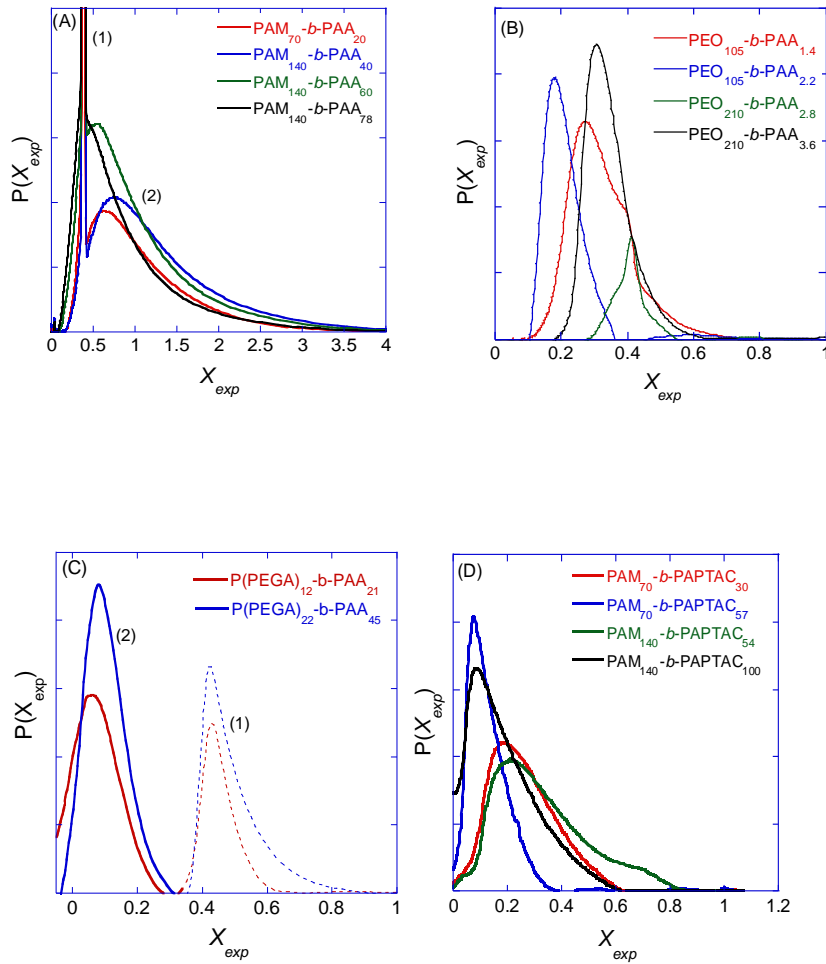 (A)
(1)
(2)
PAM70-b-PAA20
PAM140-b-PAA40
PAM140-b-PAA60
PAM140-b-PAA78
P(Xexp)
0 0.5 1 1.5 2 2.5 3 3.5 4
Xexp
(B)
PEO105-b-PAA1.4
PEO105-b-PAA2.2
PEO210-b-PAA2.8
PEO210-b-PAA3.6
P(Xexp)
0 0.2 0.4 0.6 0.8 1
Xexp
(C)
(2)
(1)
P(PEGA)12-b-PAA21
P(PEGA)22-b-PAA45
P(Xexp)
0 0.2 0.4 0.6 0.8 1
Xexp
(D)
PAM70-b-PAPTAC30
PAM70-b-PAPTAC57
PAM140-b-PAPTAC54
PAM140-b-PAPTAC100
P(Xexp)
0 0.2 0.4 0.6 0.8 1 1.2
Xexp